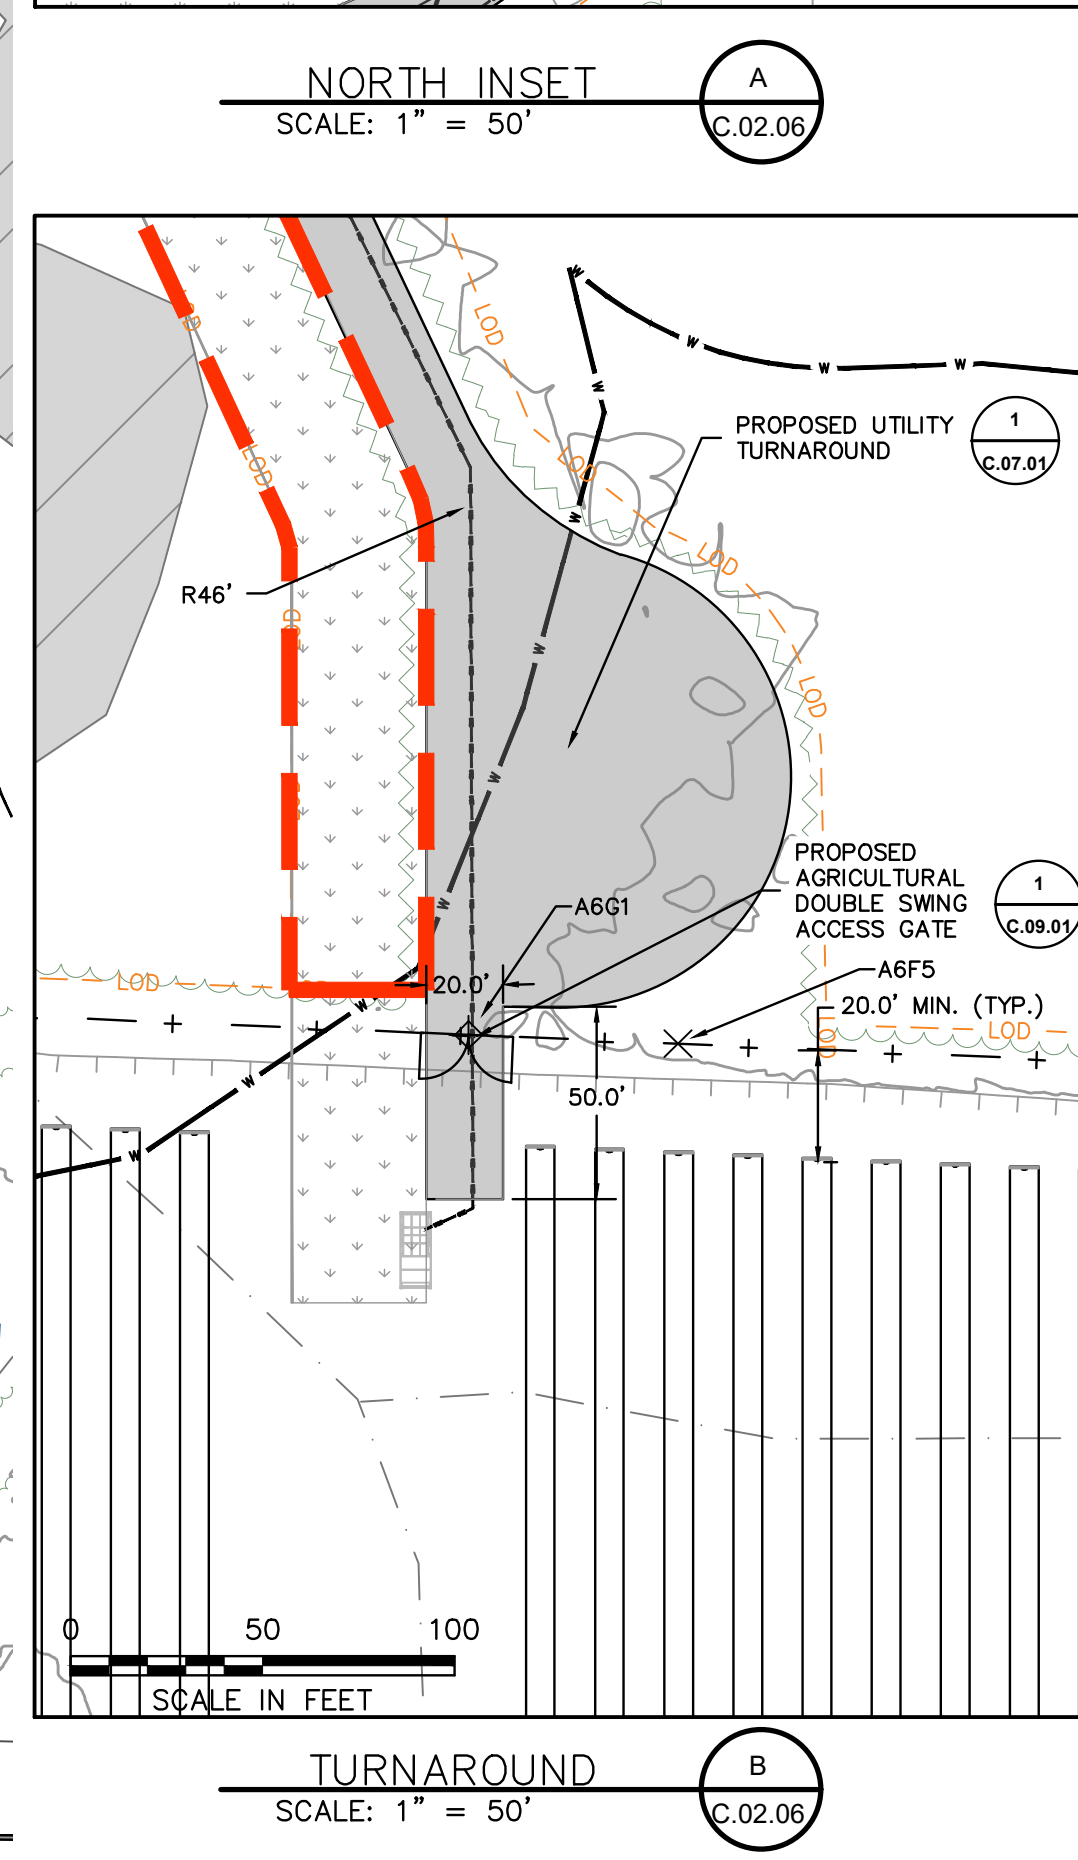 NORTH INSET
SCALE: 1” = 50’
A
C.02.06
LOD
W
W
W
W
LOD
W
PROPOSED UTILITY
TURNAROUND
1
C.07.01
LOD
LOD
W
LOD
R46’
LOD
W
LOD
W
LOD
PROPOSED
AGRICULTURAL
DOUBLE SWING
ACCESS GATE
1
C.09.01
W
A6G1
A6F5
LOD
20.0’
20.0’ MIN. (TYP.)
W
LOD
LOD
W
50.0’
W
0 50 100
SCALE IN FEET
TURNAROUND
SCALE: 1” = 50’
B
C.02.06